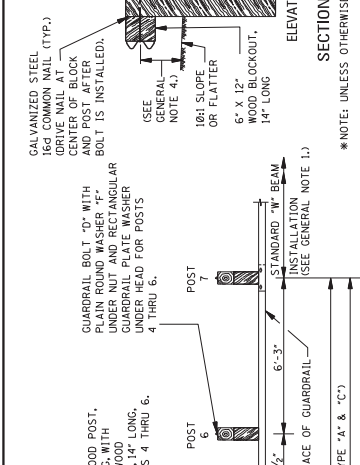 GALVANIZED STEEL
16d COMMON NAIL (TYP.)
(DRIVE NAIL AT
CENTER OF BLOCK
AND POST AFTER
BOLT IS INSTALLED).
(SEE
GENERAL
NOTE 4.)
10:1 SLOPE
OR FLATTER
6" X 12"
WOOD BLOCKOUT,
14" LONG
ELEVAT
SECTION
* NOTE: UNLESS OTHERWIS
GUARDRAIL BOLT "D" WITH
PLAIN ROUND WASHER "F"
UNDER NUT AND RECTANGULAR
GUARDRAIL PLATE WASHER
UNDER HEAD FOR POSTS
4 THRU 6.
OOD POST,
G, WITH
WOOD
, 14" LONG,
S 4 THRU 6.
POST
7
POST
6
STANDARD "W" BEAM
INSTALLATION
(SEE GENERAL NOTE 1.)
6'-3"
/2"
ACE OF GUARDRAIL
YPE "A" & "C")